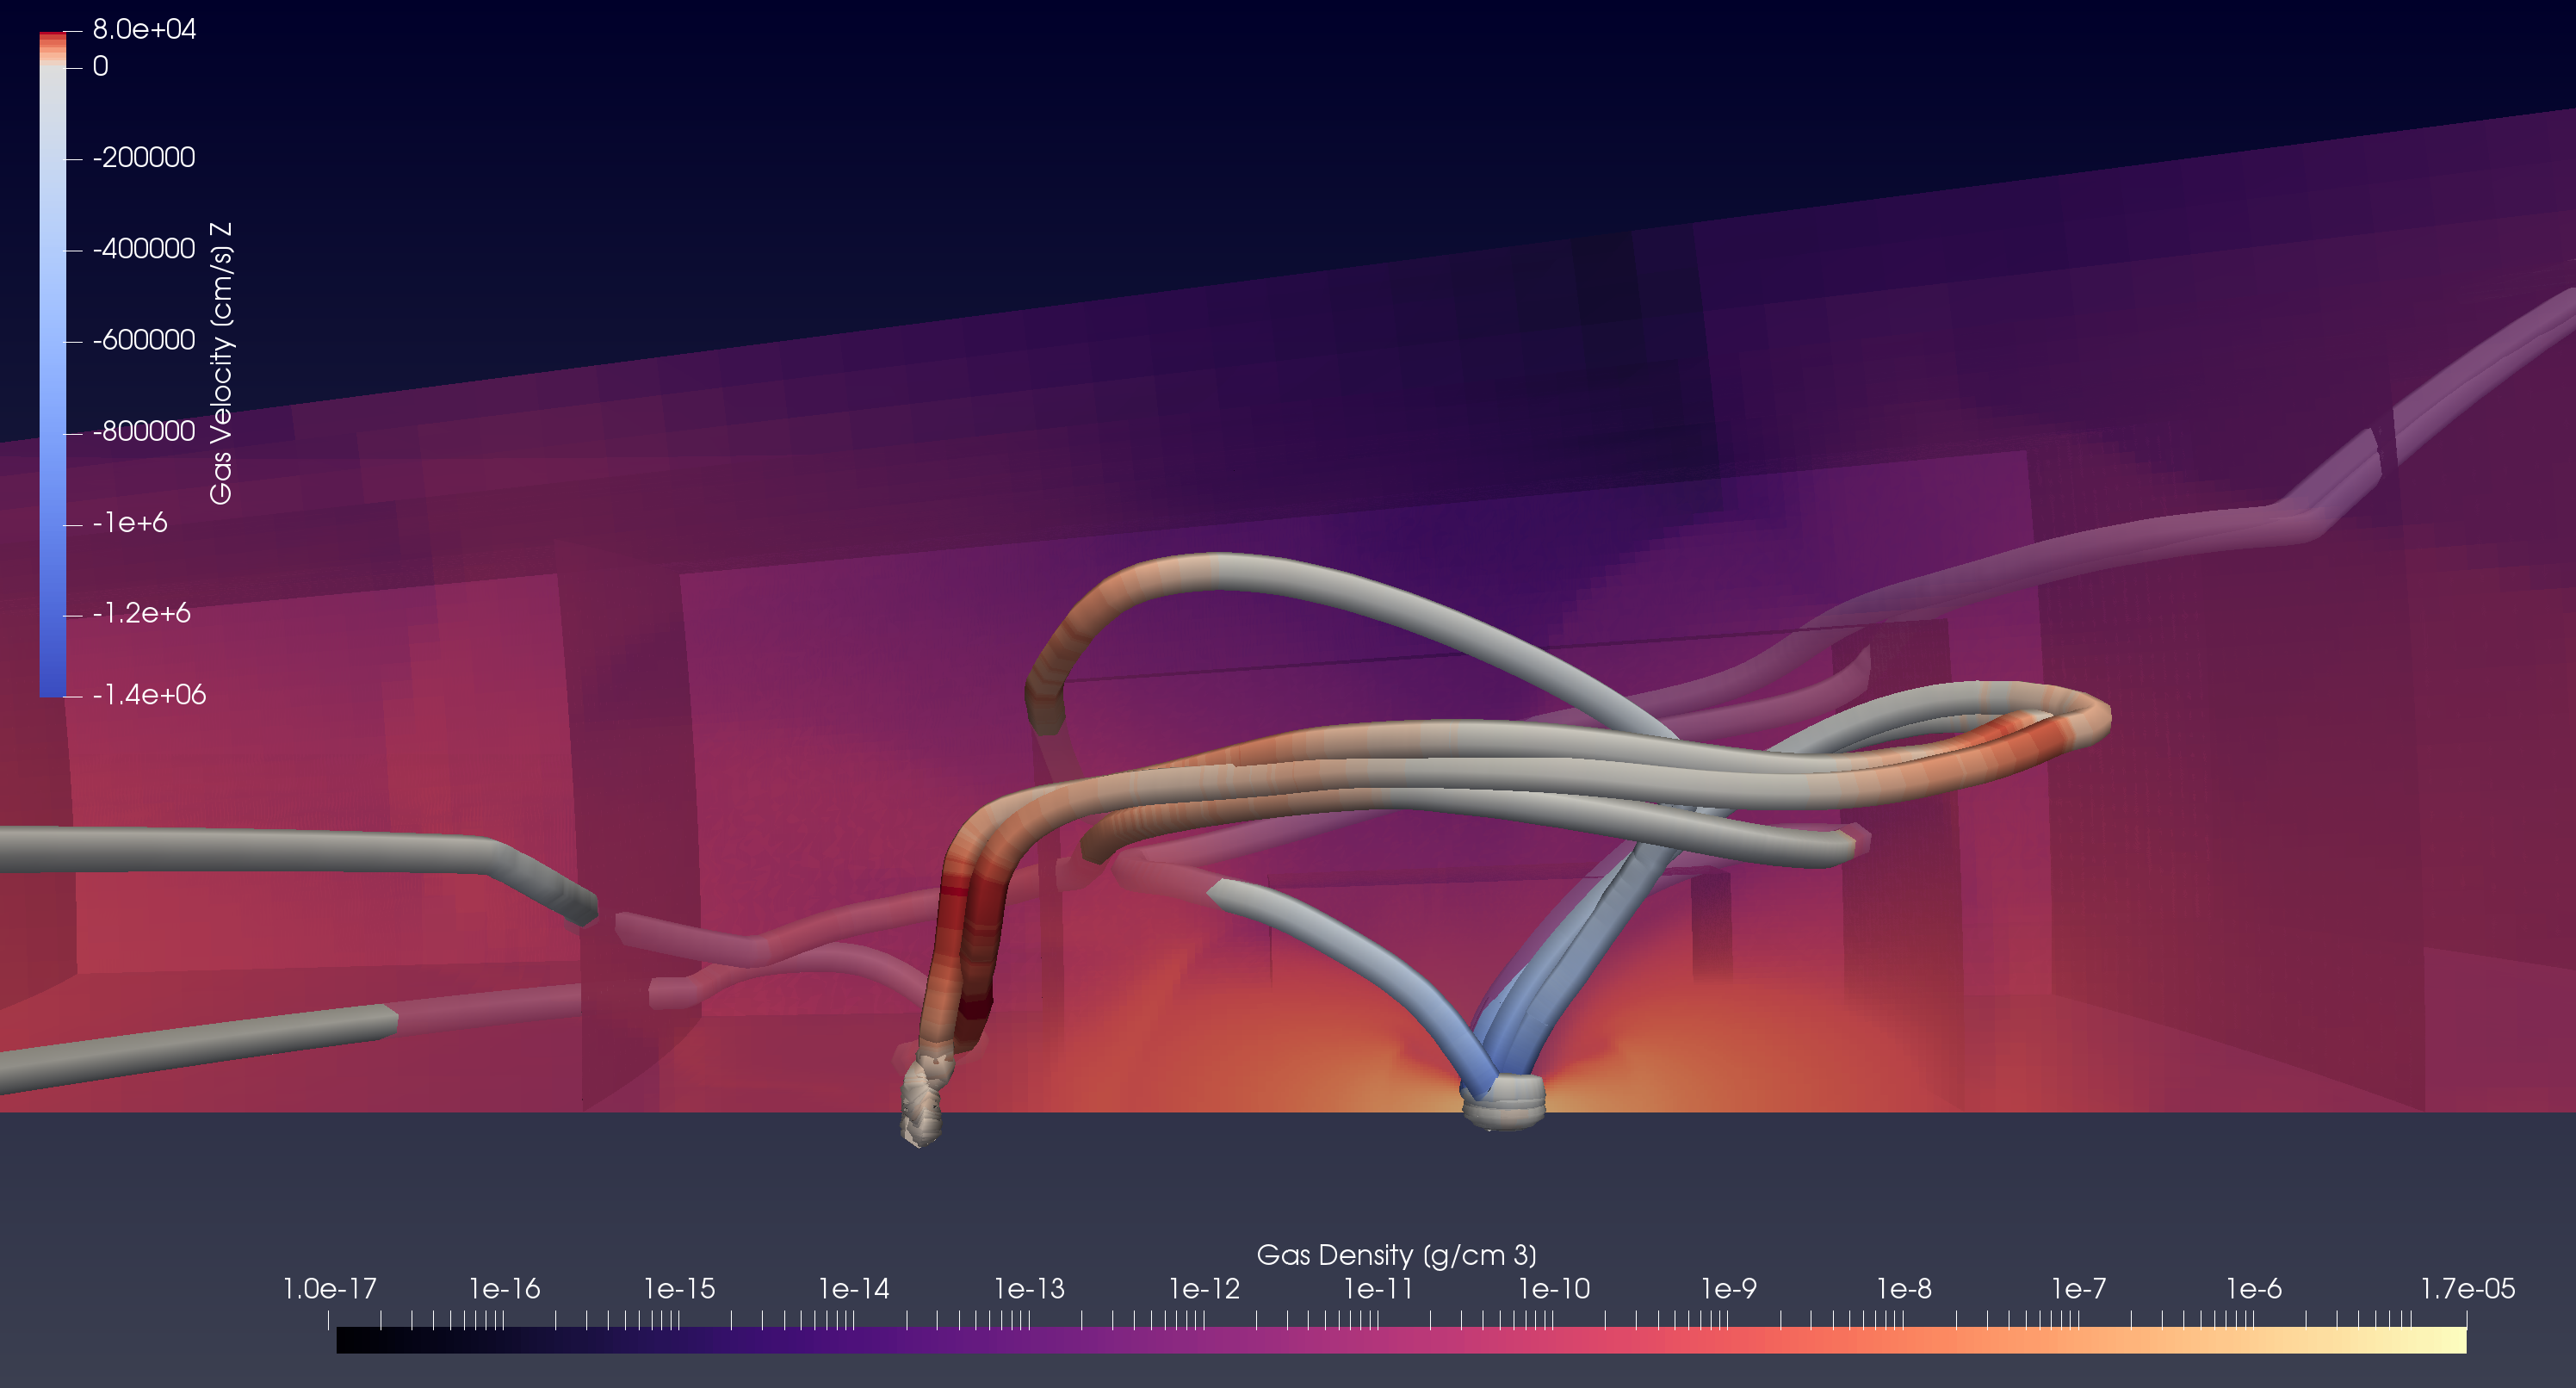 8.0e+04
0
-200000
-400000
-600000
-800000
-1e+6
-1.2e+6
-1.4e+06
Gas Velocity (cm/s) Z
Gas Density (g/cm 3)
1.0e-17 1e-16 1e-15 1e-14 1e-13 1e-12 1e-11 1e-10 1e-9 1e-8 1e-7 1e-6 1.7e-05